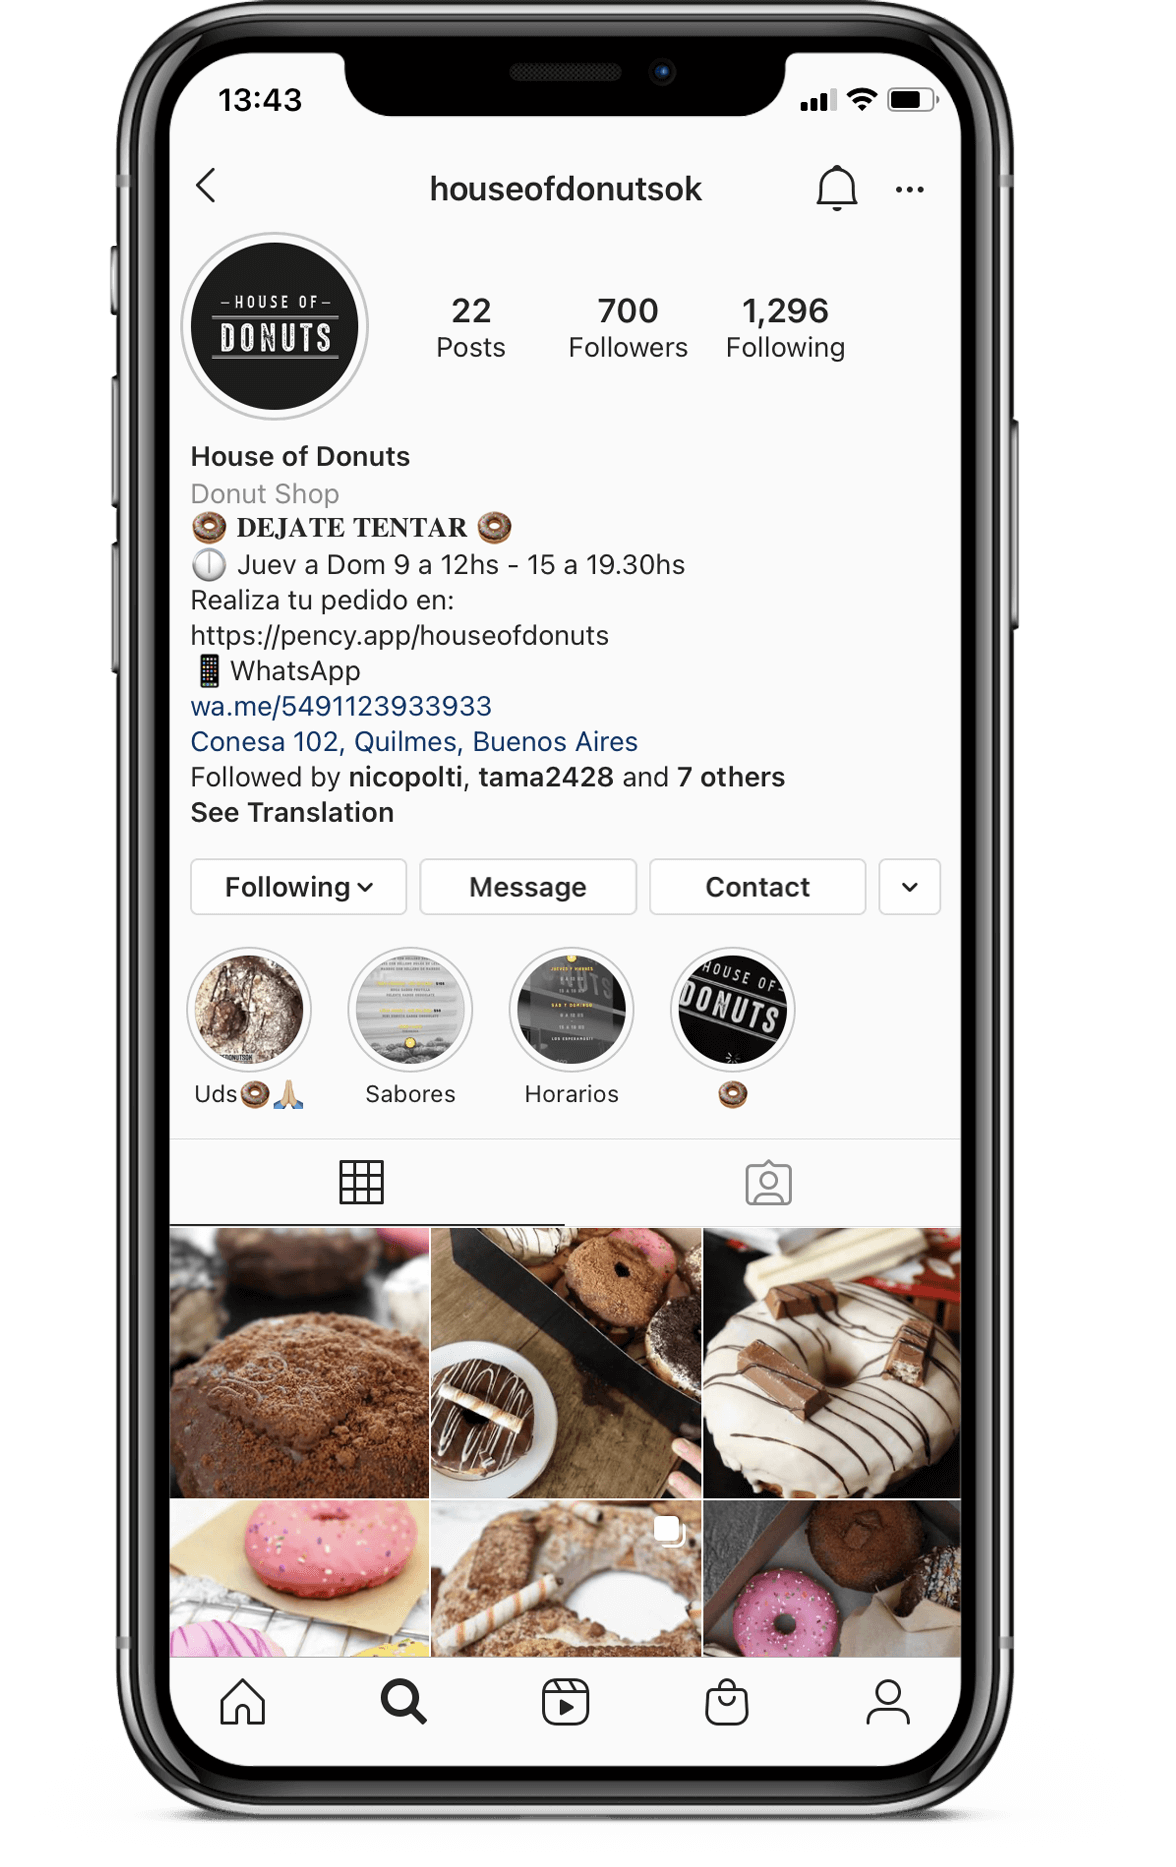 13:43
houseofdonutsok
HOUSE OF
DONUTS
22 700 1,296
Posts Followers Following
House of Donuts
Donut Shop
🍩 DEJATE TENTAR 🍩
🕛 Juev a Dom 9 a 12hs - 15 a 19.30hs
Realiza tu pedido en:
https://pency.app/houseofdonuts
📱 WhatsApp
wa.me/5491123933933
Conesa 102, Quilmes, Buenos Aires
Followed by nicopolti, tama2428 and 7 others
See Translation
Following Message Contact
HOUSE OF
DONUTS
Uds🍩🙏🏼 Sabores Horarios 🍩